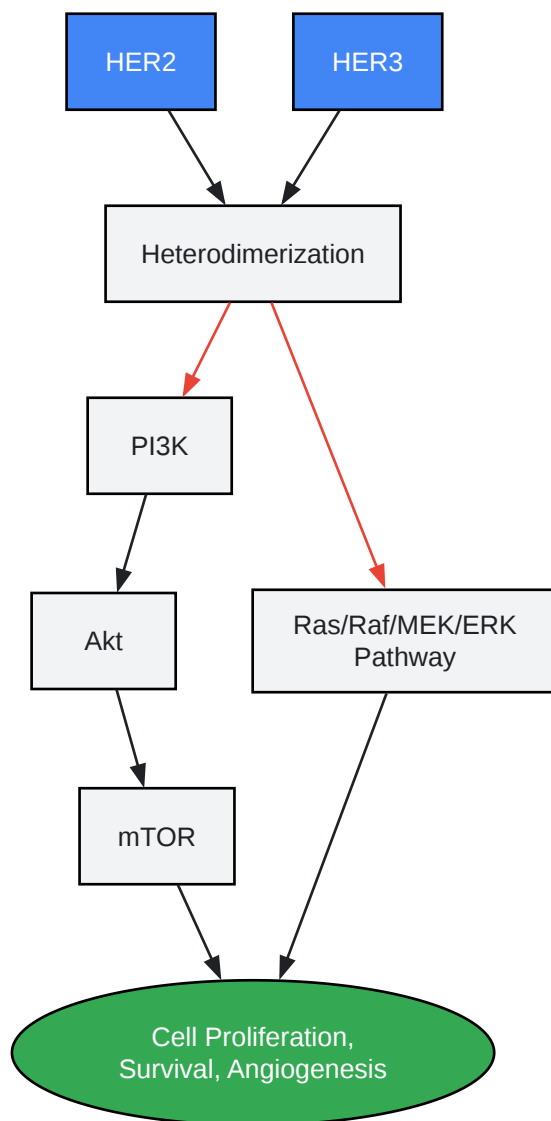 HER2
HER3
Heterodimerization
PI3K
Akt
Ras/Raf/MEK/ERK
Pathway
mTOR
Cell Proliferation,
Survival, Angiogenesis